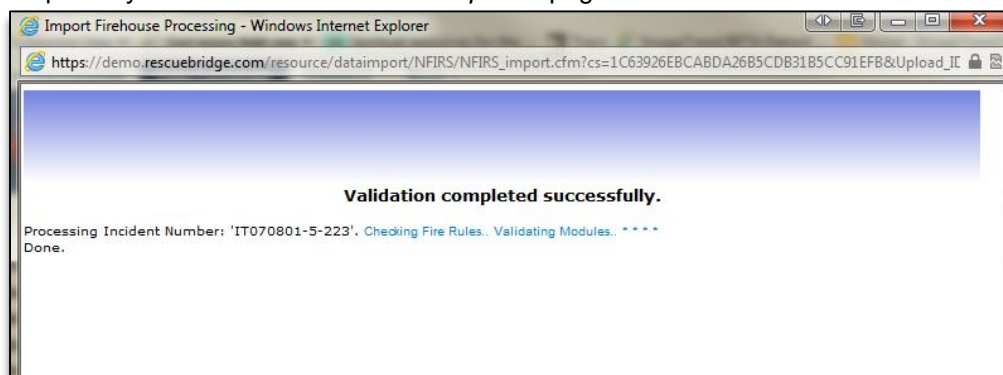 Import Firehouse Processing - Windows Internet Explorer
https://demo.rescuebridge.com/resource/dataimport/NFIRS/NFIRS_import.cfm?cs=1C63926EBCABDA26B5CDB31B5CC91EFB&Upload_ID
Validation completed successfully.
Processing Incident Number: 'IT070801-5-223'. Checking Fire Rules.. Validating Modules.. * * * *
Done.